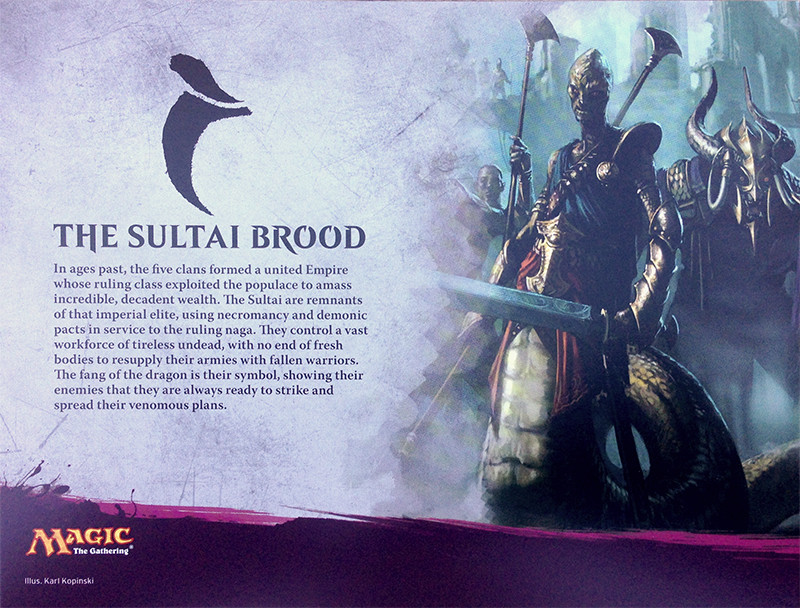 THE SULTAI BROOD
In ages past, the five clans formed a united Empire
whose ruling class exploited the populace to amass
incredible, decadent wealth. The Sultai are remnants
of that imperial elite, using necromancy and demonic
pacts in service to the ruling naga. They control a vast
workforce of tireless undead, with no end of fresh
bodies to resupply their armies with fallen warriors.
The fang of the dragon is their symbol, showing their
enemies that they are always ready to strike and
spread their venomous plans.
MAGIC
The Gathering®
Illus. Karl Kopinski